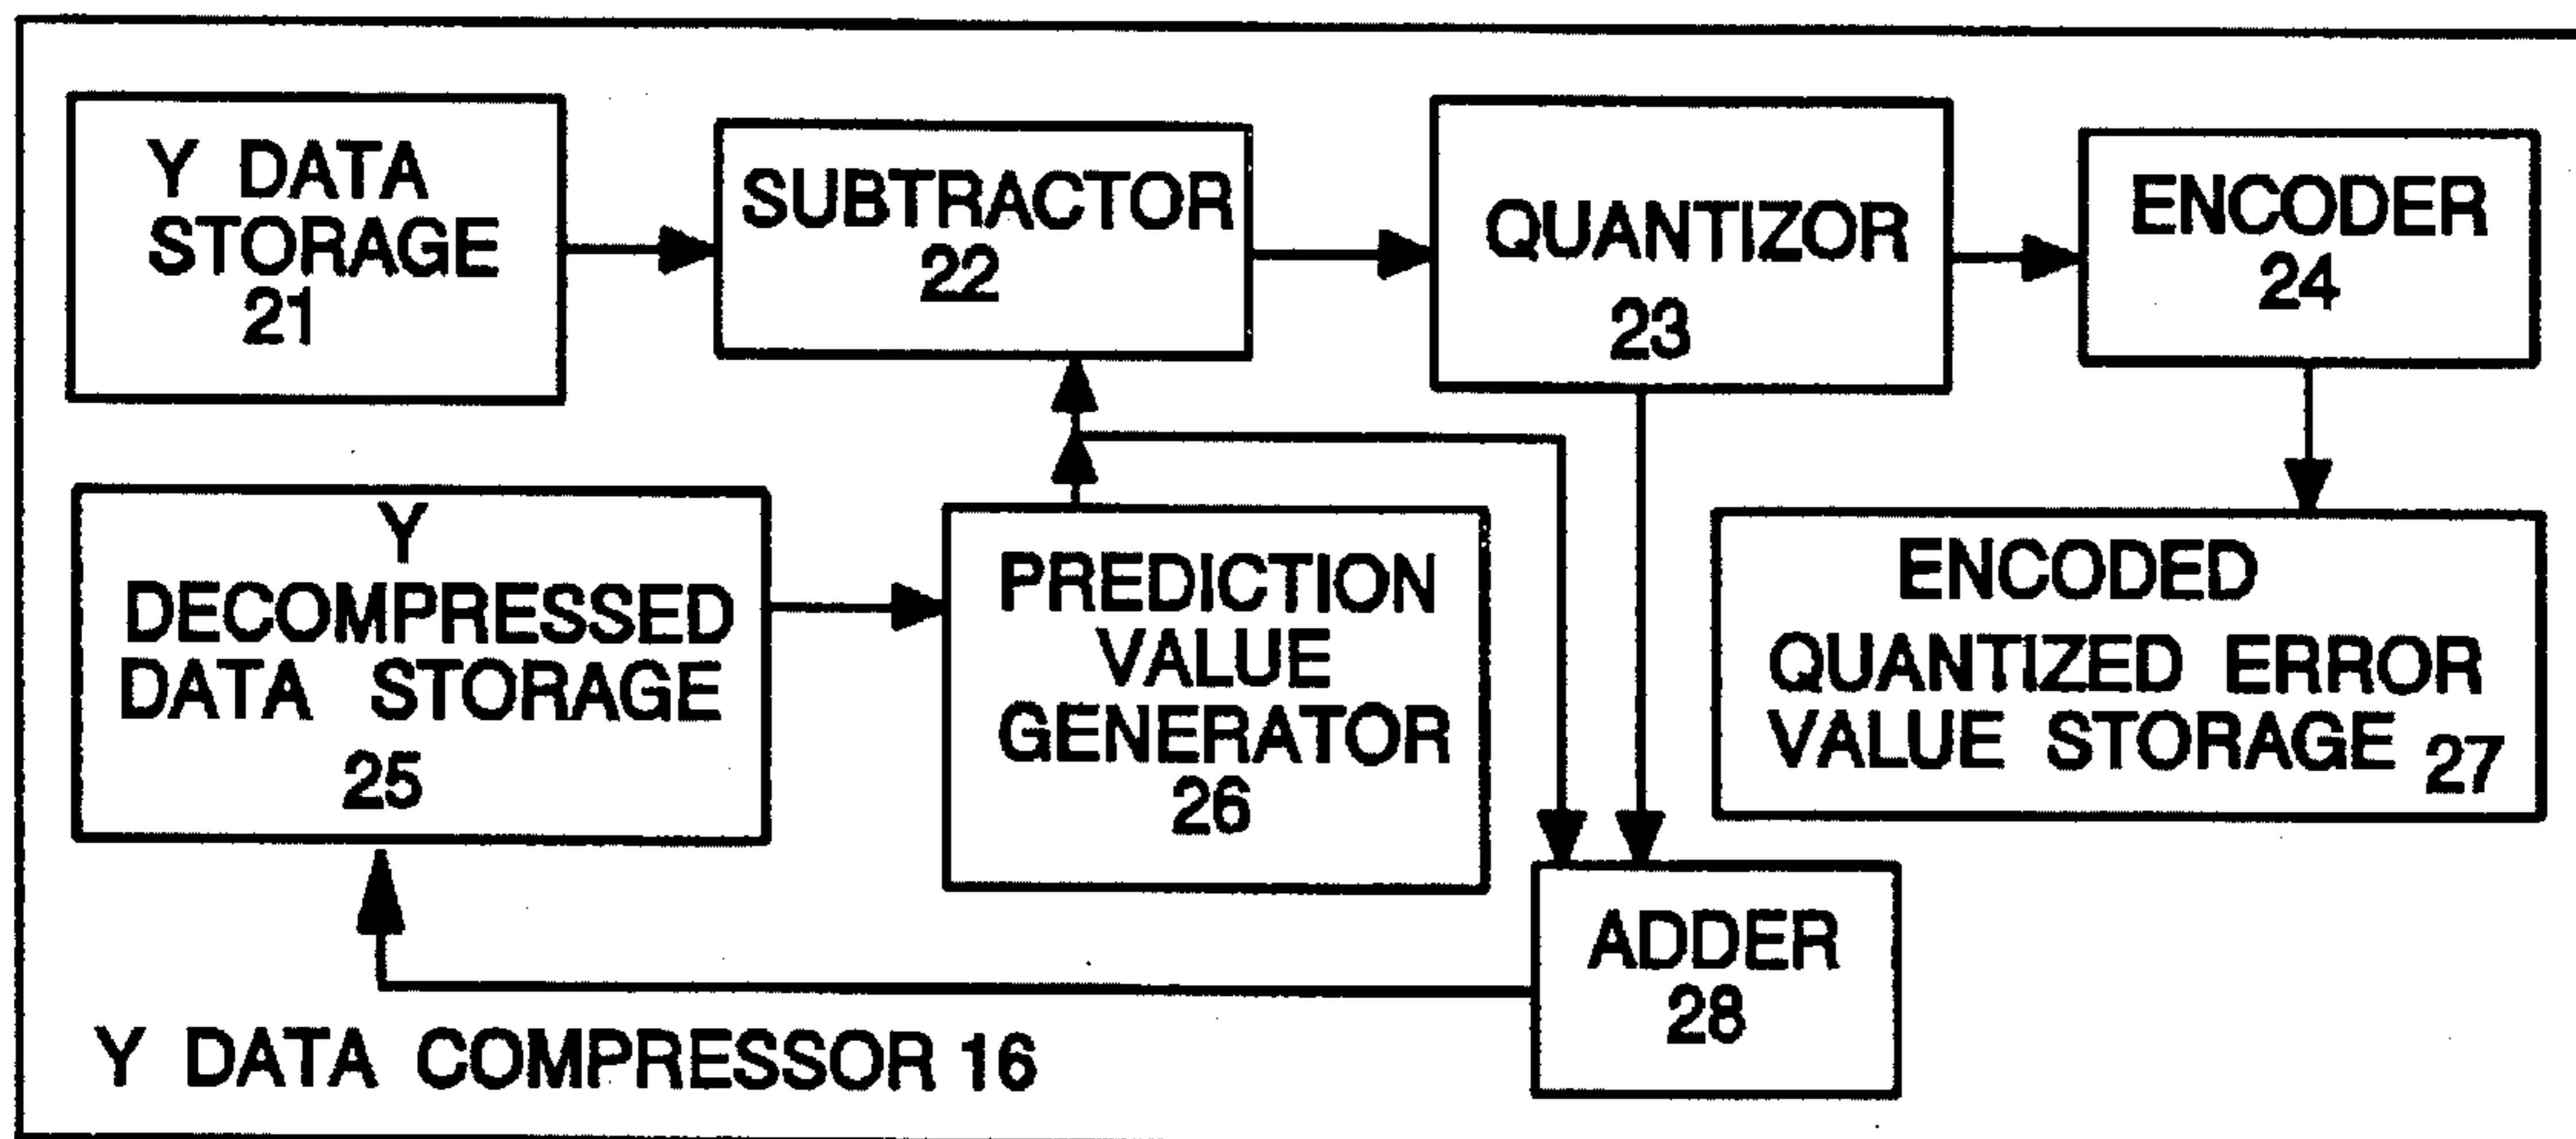 Y DATA
STORAGE
21
SUBTRACTOR
22
QUANTIZOR
23
ENCODER
24
Y
DECOMPRESSED
DATA STORAGE
25
PREDICTION
VALUE
GENERATOR
26
ENCODED
QUANTIZED ERROR
VALUE STORAGE 27
ADDER
28
Y DATA COMPRESSOR 16